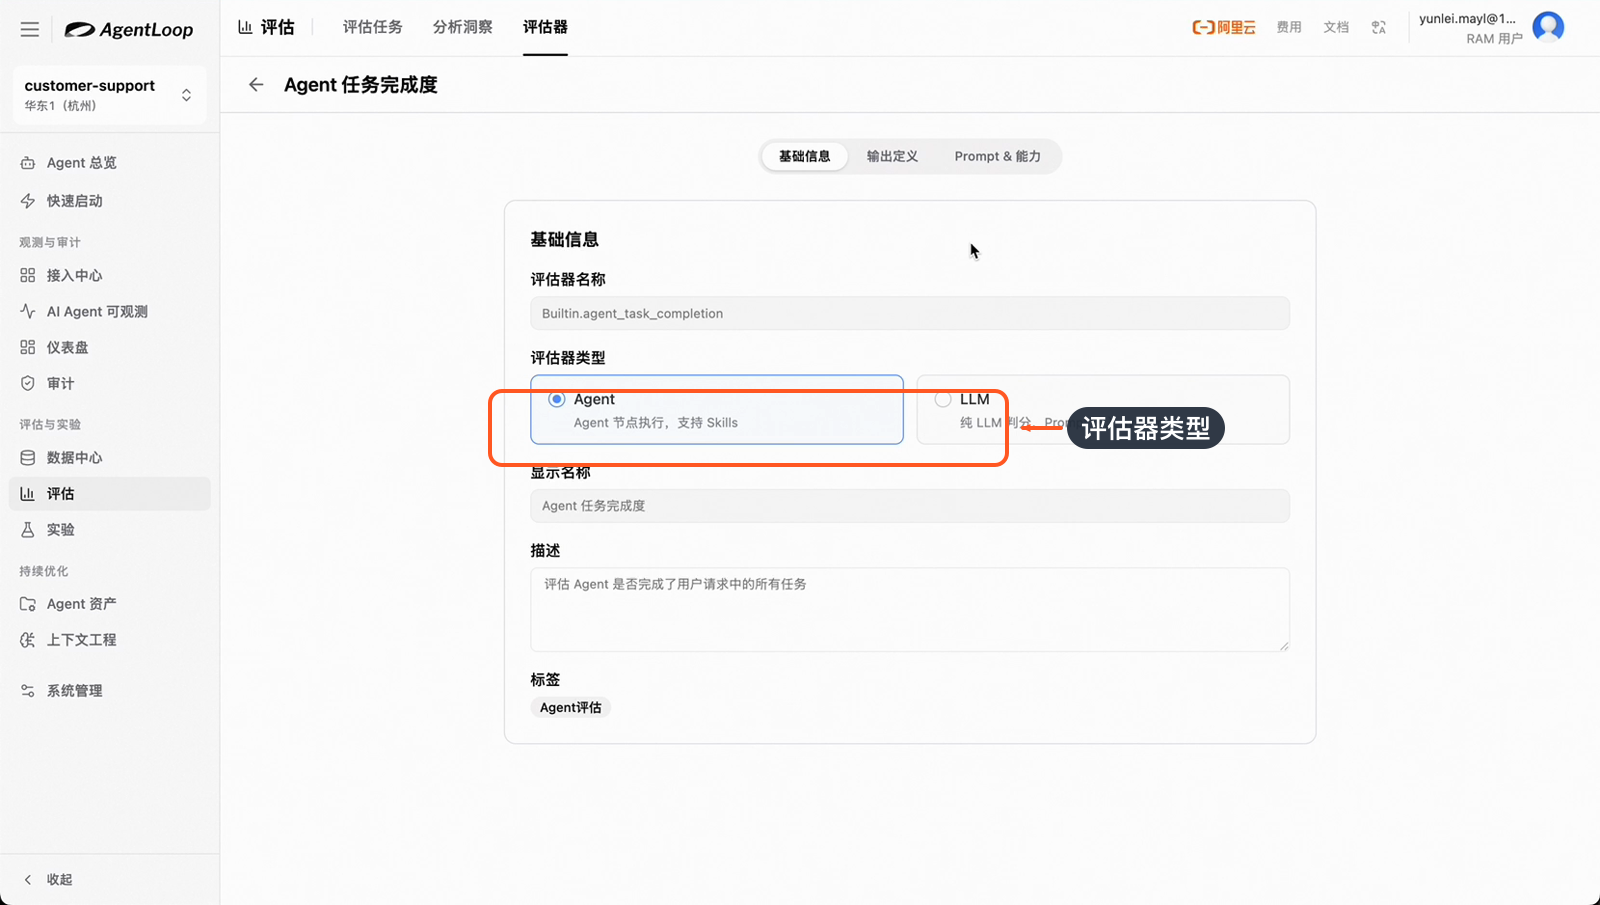 AgentLoop
评估
评估任务
分析洞察
评估器
阿里云
费用
文档
yunlei.mayl@1...
RAM 用户
customer-support
华东1（杭州）
Agent 任务完成度
Agent 总览
快速启动
观测与审计
接入中心
AI Agent 可观测
仪表盘
审计
评估与实验
数据中心
评估
实验
持续优化
Agent 资产
上下文工程
系统管理
收起
基础信息
输出定义
Prompt & 能力
基础信息
评估器名称
Builtin.agent_task_completion
评估器类型
Agent
Agent 节点执行，支持 Skills
LLM
纯 LLM 判分，
评估器类型
显示名称
Agent 任务完成度
描述
评估 Agent 是否完成了用户请求中的所有任务
标签
Agent评估